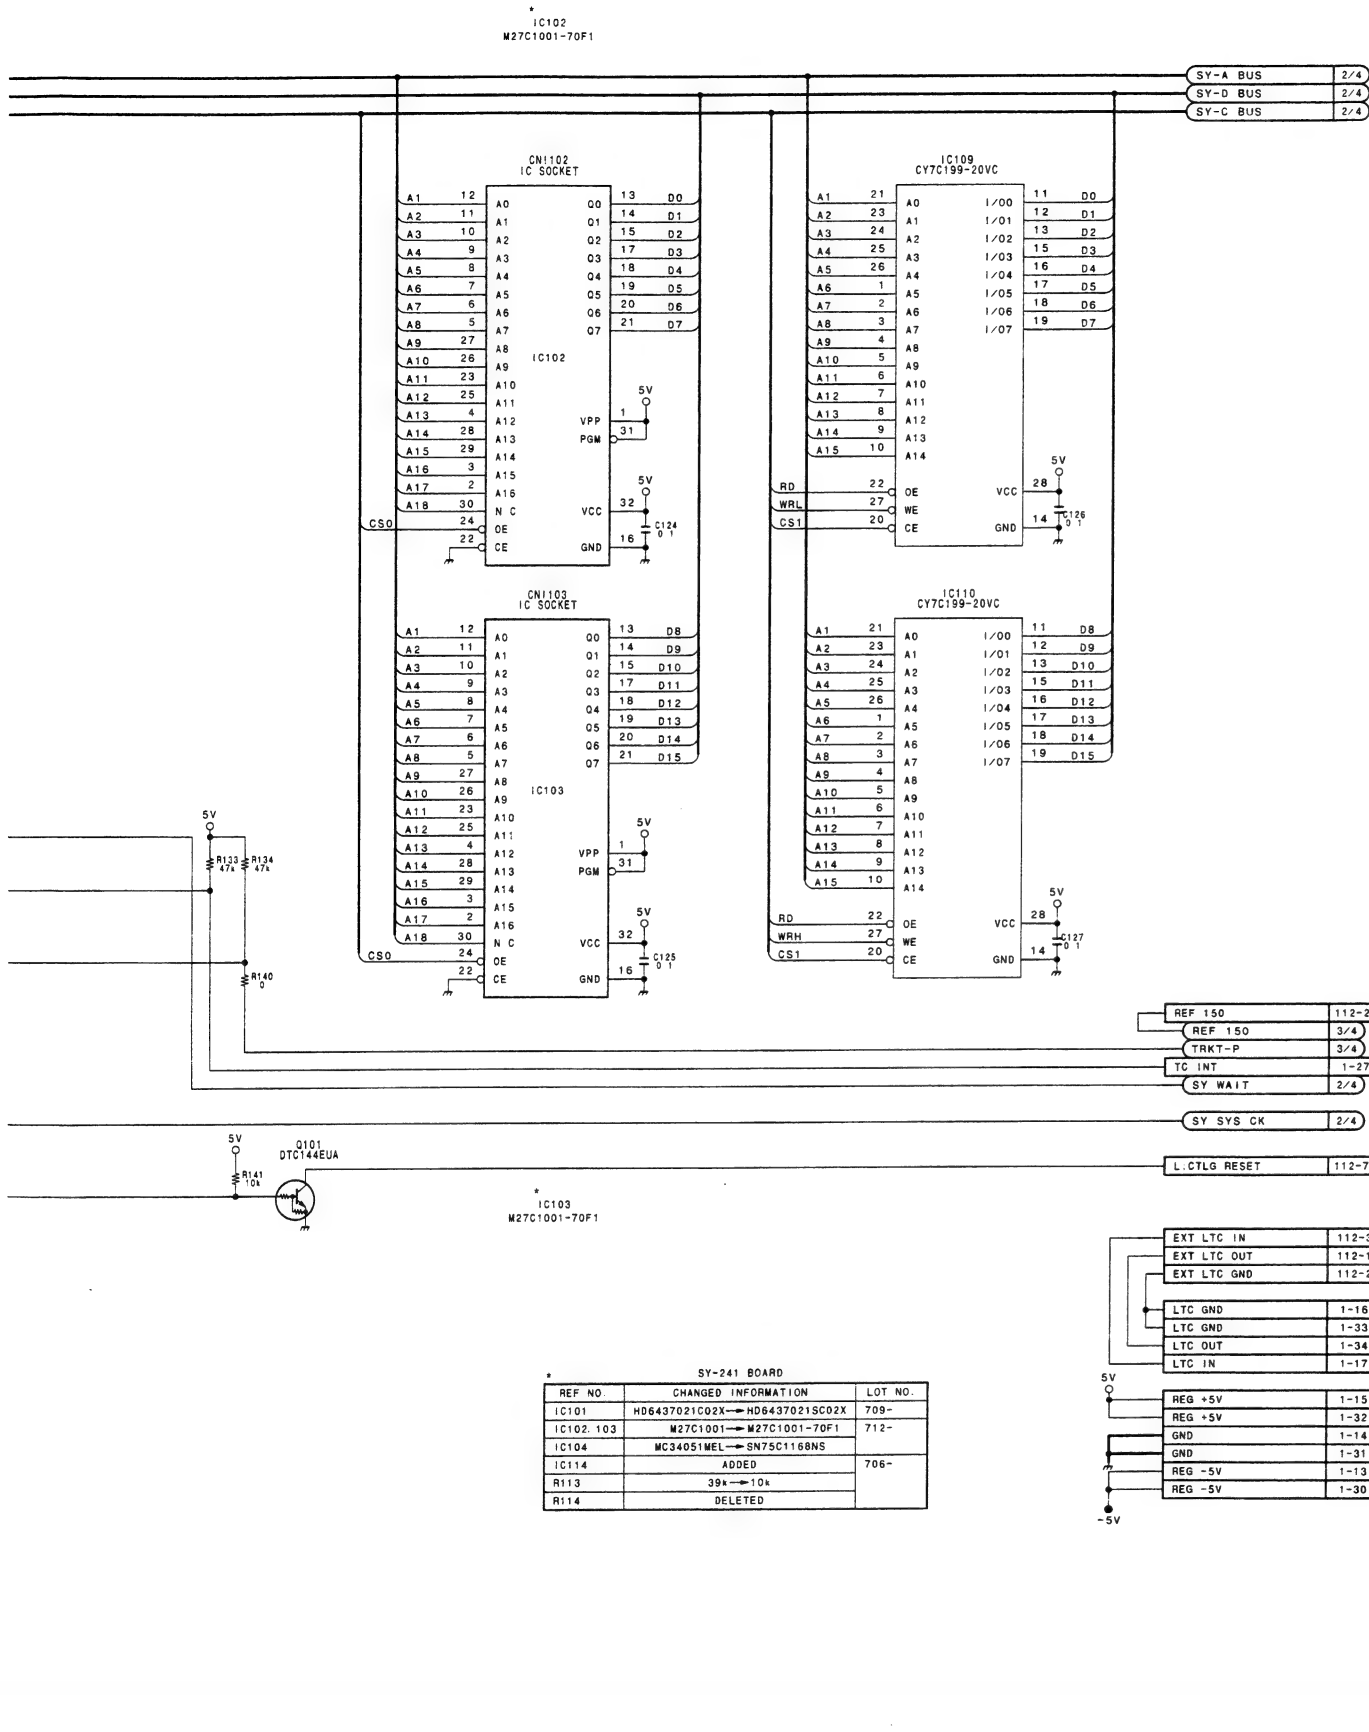 *
IC102
M27C1001-70F1
SY-A BUS 2/4
SY-D BUS 2/4
SY-C BUS 2/4
CN1102
IC SOCKET
A1 12 A0 Q0 13 D0
A2 11 A1 Q1 14 D1
A3 10 A2 Q2 15 D2
A4 9 A3 Q3 17 D3
A5 8 A4 Q4 18 D4
A6 7 A5 Q5 19 D5
A7 6 A6 Q6 20 D6
A8 5 A7 Q7 21 D7
A9 27 A8
A10 26 A9
IC102
A11 23 A10
A12 25 A11
5V
A13 4 A12 VPP 1
A14 28 A13 PGM 31
A15 29 A14
A16 3 A15
A17 2 A16
5V
A18 30 N C VCC 32
CS0 24 OE
C124
0.1
22 CE GND 16
IC109
CY7C199-20VC
A1 21 A0 I/O0 11 D0
A2 23 A1 I/O1 12 D1
A3 24 A2 I/O2 13 D2
A4 25 A3 I/O3 15 D3
A5 26 A4 I/O4 16 D4
A6 1 A5 I/O5 17 D5
A7 2 A6 I/O6 18 D6
A8 3 A7 I/O7 19 D7
A9 4 A8
A10 5 A9
A11 6 A10
A12 7 A11
A13 8 A12
A14 9 A13
A15 10 A14
5V
RD 22 OE VCC 28
WRL 27 WE
C126
0.1
CS1 20 CE GND 14
CN1103
IC SOCKET
A1 12 A0 Q0 13 D8
A2 11 A1 Q1 14 D9
A3 10 A2 Q2 15 D10
A4 9 A3 Q3 17 D11
A5 8 A4 Q4 18 D12
A6 7 A5 Q5 19 D13
A7 6 A6 Q6 20 D14
A8 5 A7 Q7 21 D15
A9 27 A8
A10 26 A9
IC103
A11 23 A10
A12 25 A11
5V
A13 4 A12 VPP 1
A14 28 A13 PGM 31
A15 29 A14
A16 3 A15
A17 2 A16
5V
A18 30 N C VCC 32
CS0 24 OE
C125
0.1
22 CE GND 16
IC110
CY7C199-20VC
A1 21 A0 I/O0 11 D8
A2 23 A1 I/O1 12 D9
A3 24 A2 I/O2 13 D10
A4 25 A3 I/O3 15 D11
A5 26 A4 I/O4 16 D12
A6 1 A5 I/O5 17 D13
A7 2 A6 I/O6 18 D14
A8 3 A7 I/O7 19 D15
A9 4 A8
A10 5 A9
A11 6 A10
A12 7 A11
A13 8 A12
A14 9 A13
A15 10 A14
5V
RD 22 OE VCC 28
WRH 27 WE
C127
0.1
CS1 20 CE GND 14
5V
R133 R134
47k 47k
R140
0
REF 150 112-2
REF 150 3/4
TRKT-P 3/4
TC INT 1-27
SY WAIT 2/4
SY SYS CK 2/4
5V
Q101
DTC144EUA
R141
10k
L.CTLG RESET 112-7
*
IC103
M27C1001-70F1
EXT LTC IN 112-3
EXT LTC OUT 112-1
EXT LTC GND 112-2
LTC GND 1-16
LTC GND 1-33
LTC OUT 1-34
LTC IN 1-17
5V
REG +5V 1-15
REG +5V 1-32
GND 1-14
GND 1-31
REG -5V 1-13
REG -5V 1-30
-5V
* SY-241 BOARD
REF NO. CHANGED INFORMATION LOT NO.
IC101 HD6437021C02X→HD6437021SC02X 709-
IC102. 103 M27C1001→M27C1001-70F1 712-
IC104 MC34051MEL→SN75C1168NS
IC114 ADDED 706-
R113 39k→10k
R114 DELETED